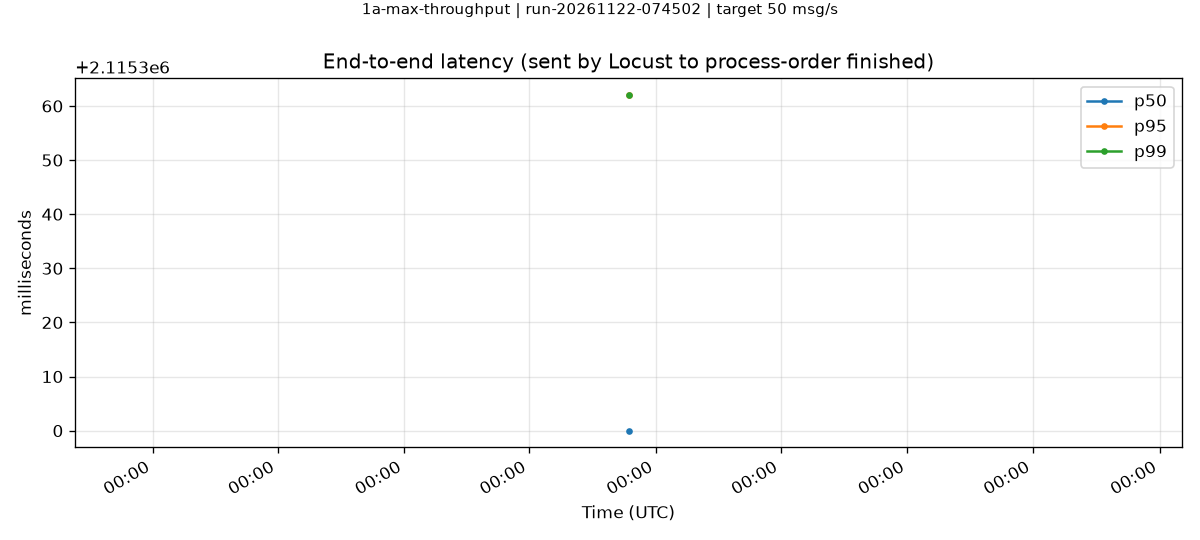 1a-max-throughput | run-20261122-074502 | target 50 msg/s
End-to-end latency (sent by Locust to process-order finished)
+2.1153e6
60
50
40
30
20
10
0
milliseconds
p50
p95
p99
00:00 00:00 00:00 00:00 00:00 00:00 00:00 00:00 00:00
Time (UTC)